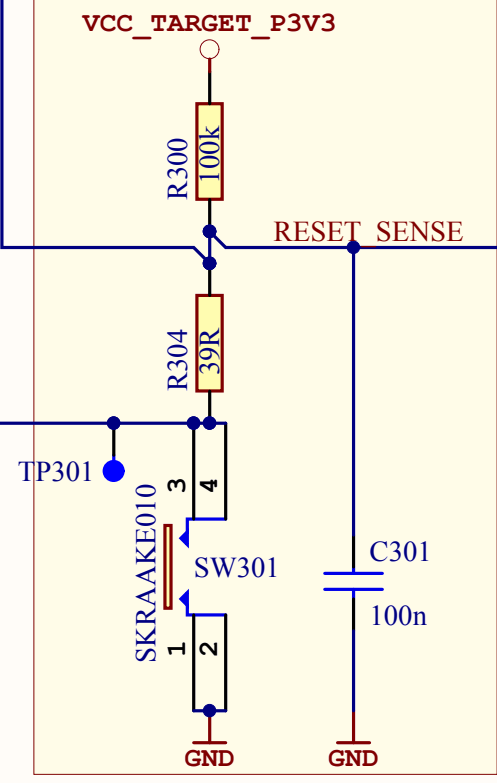 VCC_TARGET_P3V3
R300
100k
RESET_SENSE
R304
39R
TP301
3
4
SKRAAKE010
SW301
1
2
C301
100n
GND
GND